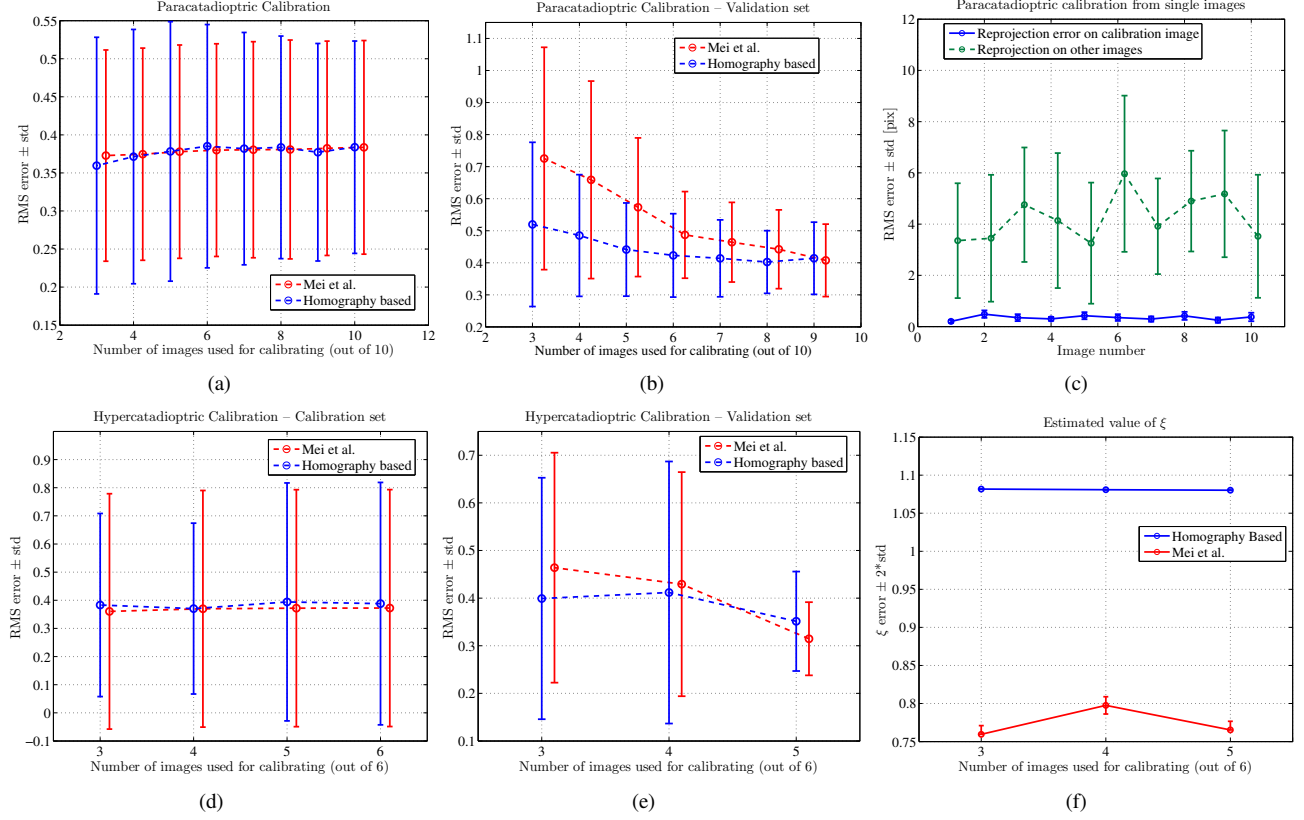 Paracatadioptric Calibration
RMS error ± std
0.55
0.5
0.45
0.4
0.35
0.3
0.25
0.2
0.15
2 4 6 8 10 12
Mei et al.
Homography based
Number of images used for calibrating (out of 10)
(a)
Paracatadioptric Calibration – Validation set
RMS error ± std
1.1
1
0.9
0.8
0.7
0.6
0.5
0.4
0.3
0.2
2 3 4 5 6 7 8 9 10
Mei et al.
Homography based
Number of images used for calibrating (out of 10)
(b)
Paracatadioptric calibration from single images
RMS error ± std [pix]
12
10
8
6
4
2
0
0 2 4 6 8 10
Reprojection error on calibration image
Reprojection on other images
Image number
(c)
Hypercatadioptric Calibration – Calibration set
RMS error ± std
0.9
0.8
0.7
0.6
0.5
0.4
0.3
0.2
0.1
0
−0.1
3 4 5 6
Mei et al.
Homography based
Number of images used for calibrating (out of 6)
(d)
Hypercatadioptric Calibration – Validation set
RMS error ± std
0.7
0.6
0.5
0.4
0.3
0.2
0.1
3 4 5
Mei et al.
Homography based
Number of images used for calibrating (out of 6)
(e)
Estimated value of ξ
ξ error ± 2*std
1.15
1.1
1.05
1
0.95
0.9
0.85
0.8
0.75
3 4 5
Homography Based
Mei et al.
Number of images used for calibrating (out of 6)
(f)